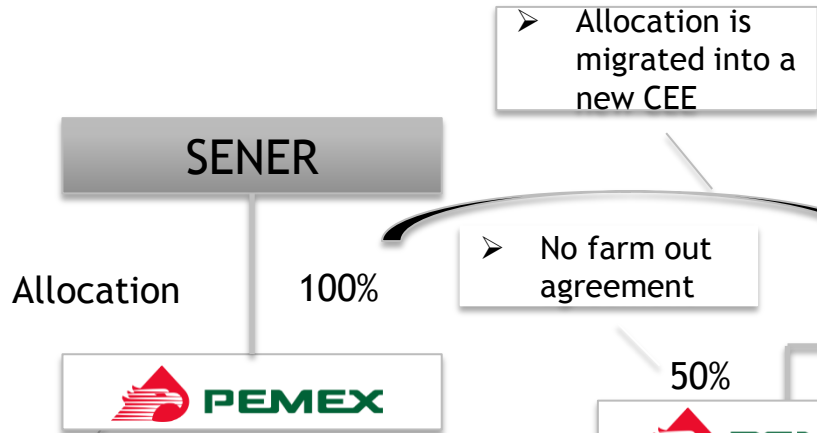 ➢ Allocation is
migrated into a
new CEE
SENER
➢ No farm out
agreement
Allocation
100%
50%
PEMEX